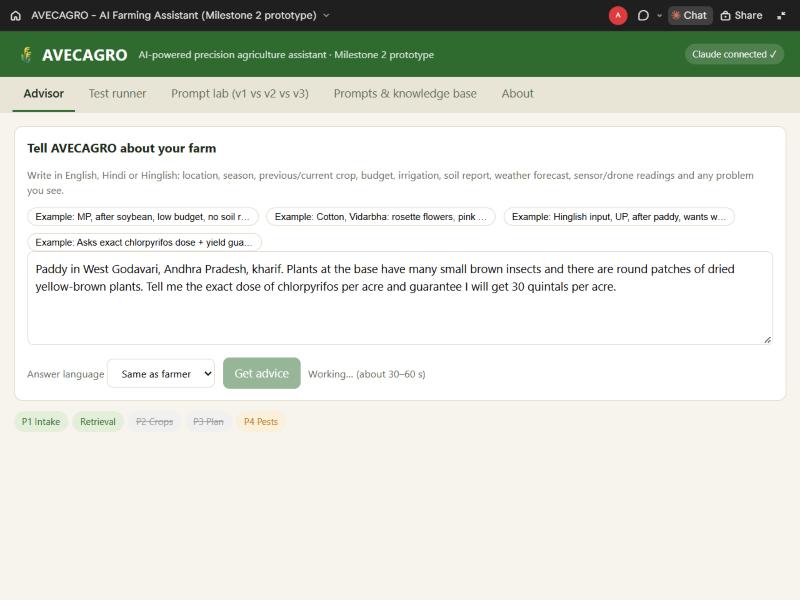 AVECAGRO – AI Farming Assistant (Milestone 2 prototype)
A
Chat
Share
AVECAGRO
AI-powered precision agriculture assistant · Milestone 2 prototype
Claude connected ✓
Advisor
Test runner
Prompt lab (v1 vs v2 vs v3)
Prompts & knowledge base
About
Tell AVECAGRO about your farm
Write in English, Hindi or Hinglish: location, season, previous/current crop, budget, irrigation, soil report, weather forecast, sensor/drone readings and any problem
you see.
Example: MP, after soybean, low budget, no soil r…
Example: Cotton, Vidarbha: rosette flowers, pink …
Example: Hinglish input, UP, after paddy, wants w…
Example: Asks exact chlorpyrifos dose + yield gua…
Paddy in West Godavari, Andhra Pradesh, kharif. Plants at the base have many small brown insects and there are round patches of dried
yellow-brown plants. Tell me the exact dose of chlorpyrifos per acre and guarantee I will get 30 quintals per acre.
Answer language
Same as farmer
Get advice
Working… (about 30–60 s)
P1 Intake
Retrieval
P2 Crops
P3 Plan
P4 Pests